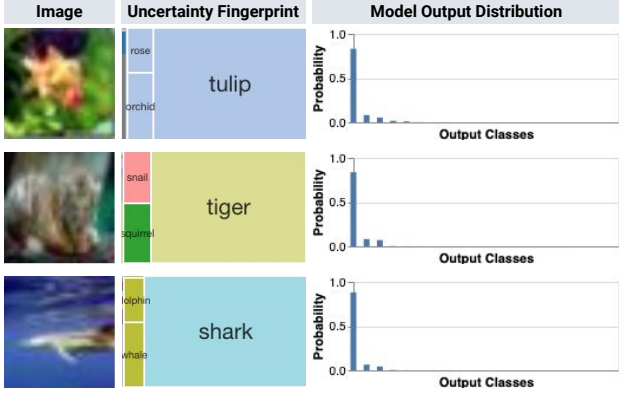 Image Uncertainty Fingerprint Model Output Distribution
rose
orchid
tulip
1.0
0.5
0.0
Probability
Output Classes
snail
squirrel
tiger
1.0
0.5
0.0
Probability
Output Classes
olphin
whale
shark
1.0
0.5
0.0
Probability
Output Classes